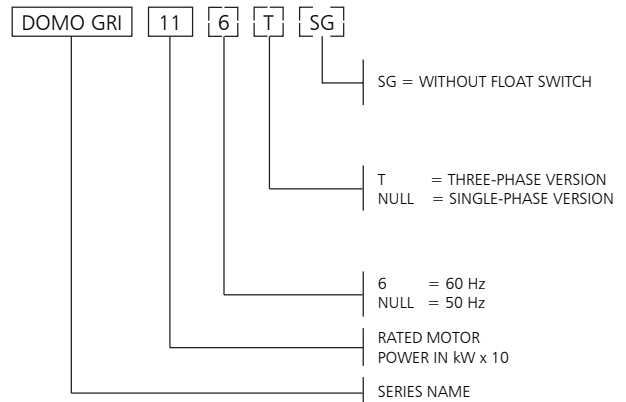 DOMO GRI 11 6 T SG
SG = WITHOUT FLOAT SWITCH
T = THREE-PHASE VERSION
NULL = SINGLE-PHASE VERSION
6 = 60 Hz
NULL = 50 Hz
RATED MOTOR
POWER IN kW x 10
SERIES NAME